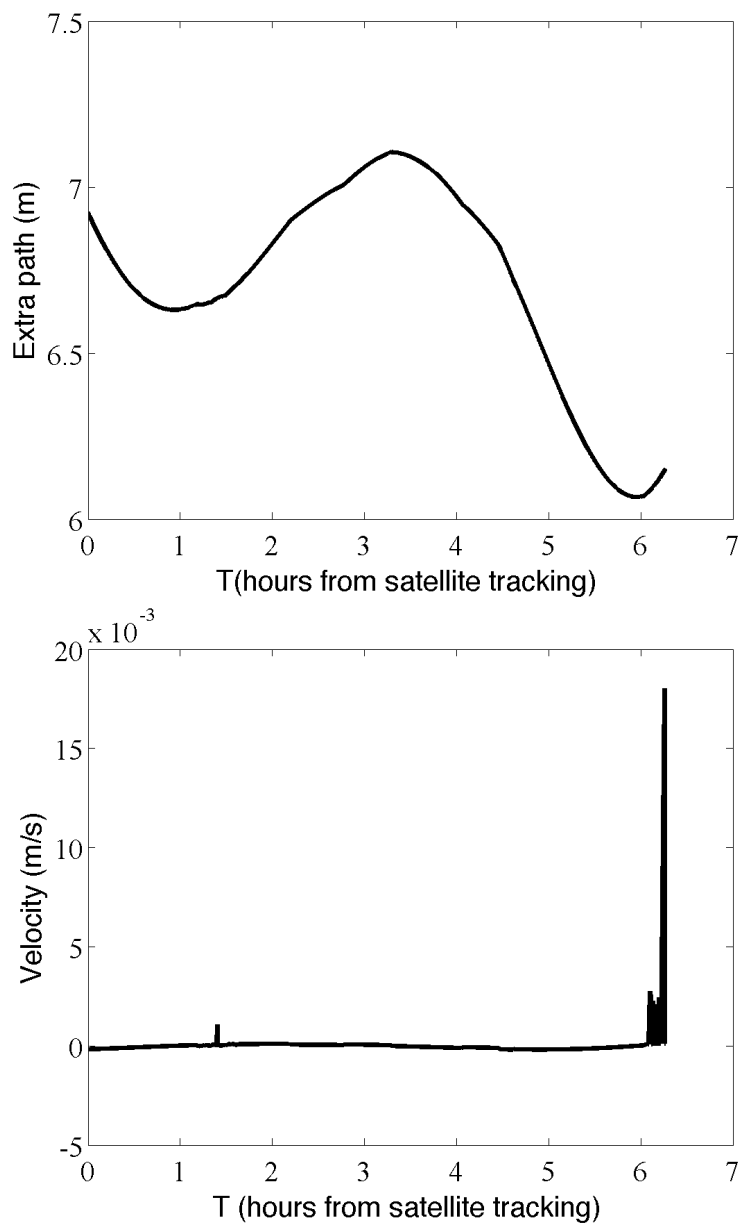 7.5
7
6.5
6
Extra path (m)
0 1 2 3 4 5 6 7
T(hours from satellite tracking)
x 10-3
20
15
10
5
0
-5
Velocity (m/s)
0 1 2 3 4 5 6 7
T (hours from satellite tracking)